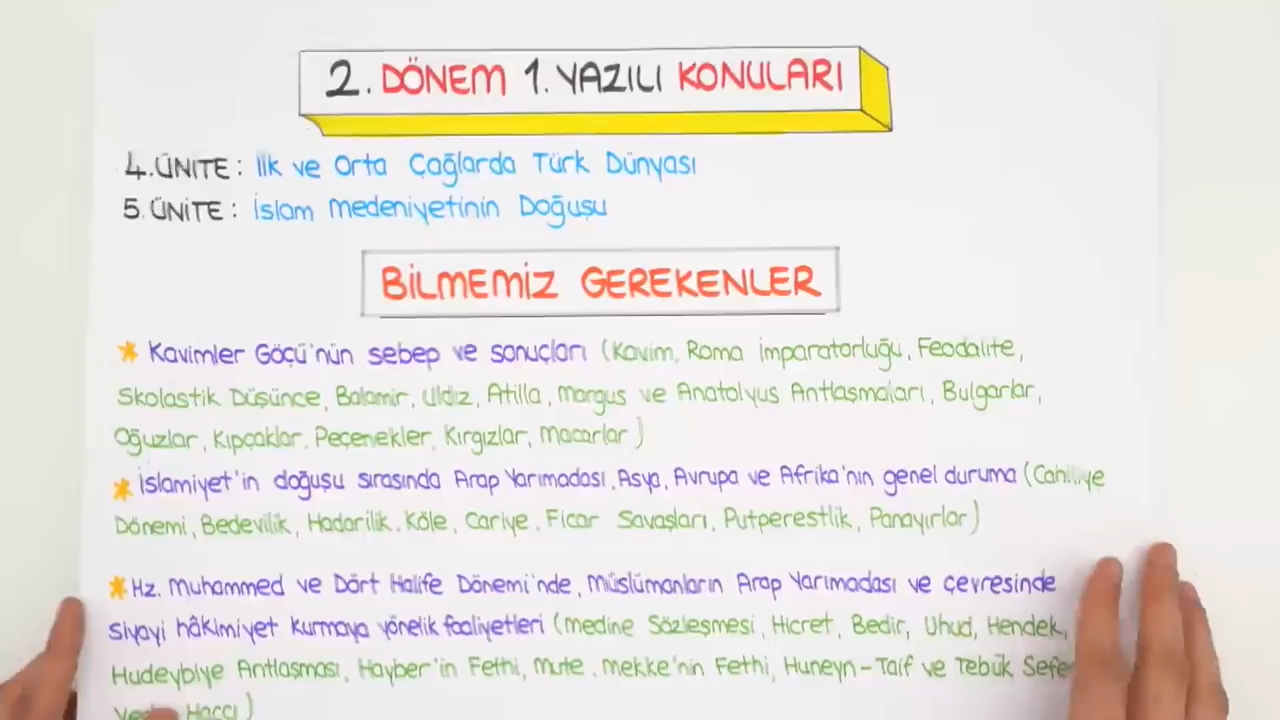 2. DÖNEM 1. YAZILI KONULARI
4.ÜNİTE: İlk ve Orta Çağlarda Türk Dünyası
5.ÜNİTE: İslam Medeniyetinin Doğuşu
BİLMEMİZ GEREKENLER
Kavimler Göçü'nün sebep ve sonuçları (Kavim, Roma İmparatorluğu, Feodalite,
Skolastik Düşünce, Balamir, Uldız, Atilla, Margus ve Anatolyus Antlaşmaları, Bulgarlar,
Oğuzlar, Kıpçaklar, Peçenekler, Kırgızlar, Macarlar)
İslamiyet'in doğuşu sırasında Arap Yarımadası, Asya, Avrupa ve Afrika'nın genel durumu (Cahiliye
Dönemi, Bedevilik, Hadarilik, Köle, Cariye, Ficar Savaşları, Putperestlik, Panayırlar)
Hz. Muhammed ve Dört Halife Dönemi'nde, Müslümanların Arap Yarımadası ve çevresinde
siyayi hâkimiyet kurmaya yönelik faaliyetleri (Medine Sözleşmesi, Hicret, Bedir, Uhud, Hendek,
Hudeybiye Antlaşması, Hayber'in Fethi, Mute, Mekke'nin Fethi, Huneyn-Taif ve Tebük
Haccı)